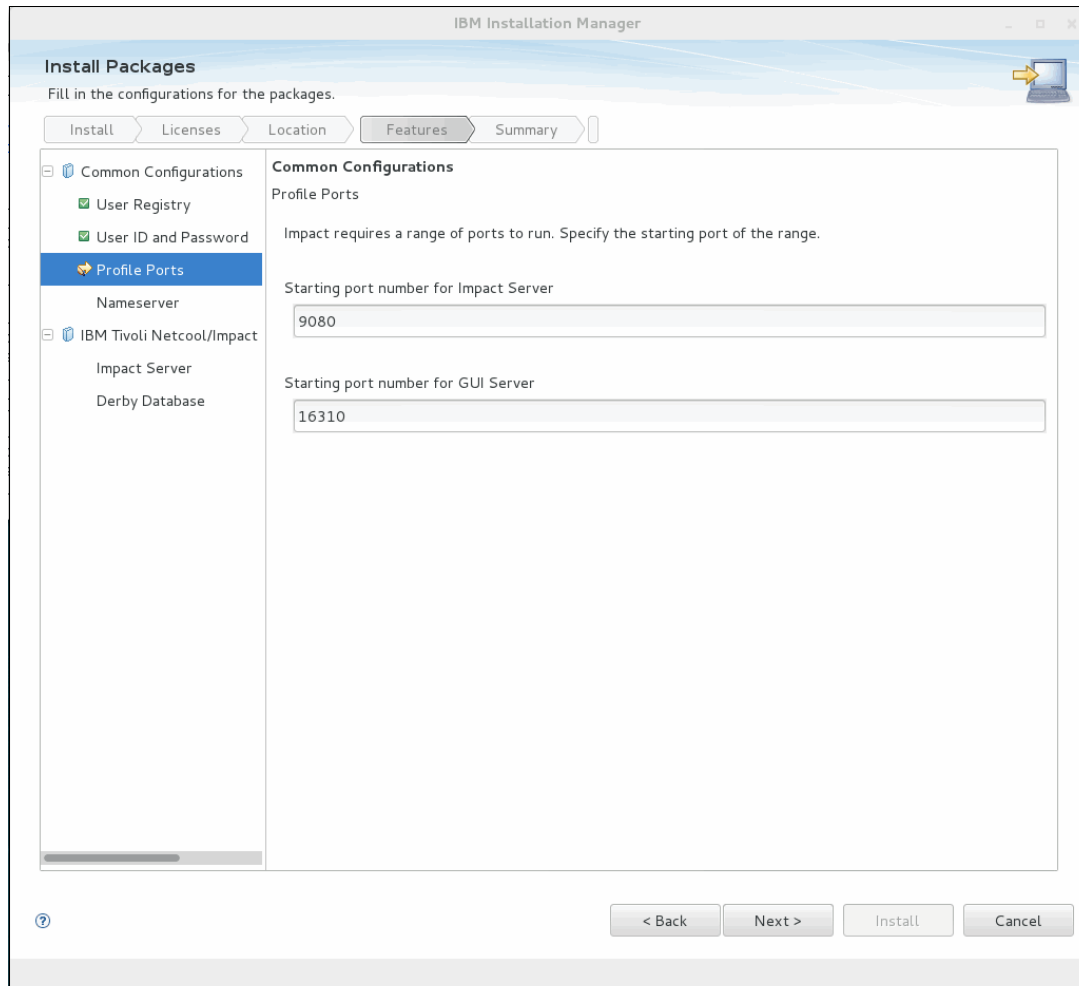 IBM Installation Manager
Install Packages
Fill in the configurations for the packages.
Install
Licenses
Location
Features
Summary
Common Configurations
User Registry
User ID and Password
Profile Ports
Nameserver
IBM Tivoli Netcool/Impact
Impact Server
Derby Database
Common Configurations
Profile Ports
Impact requires a range of ports to run. Specify the starting port of the range.
Starting port number for Impact Server
9080
Starting port number for GUI Server
16310
?
< Back
Next >
Install
Cancel